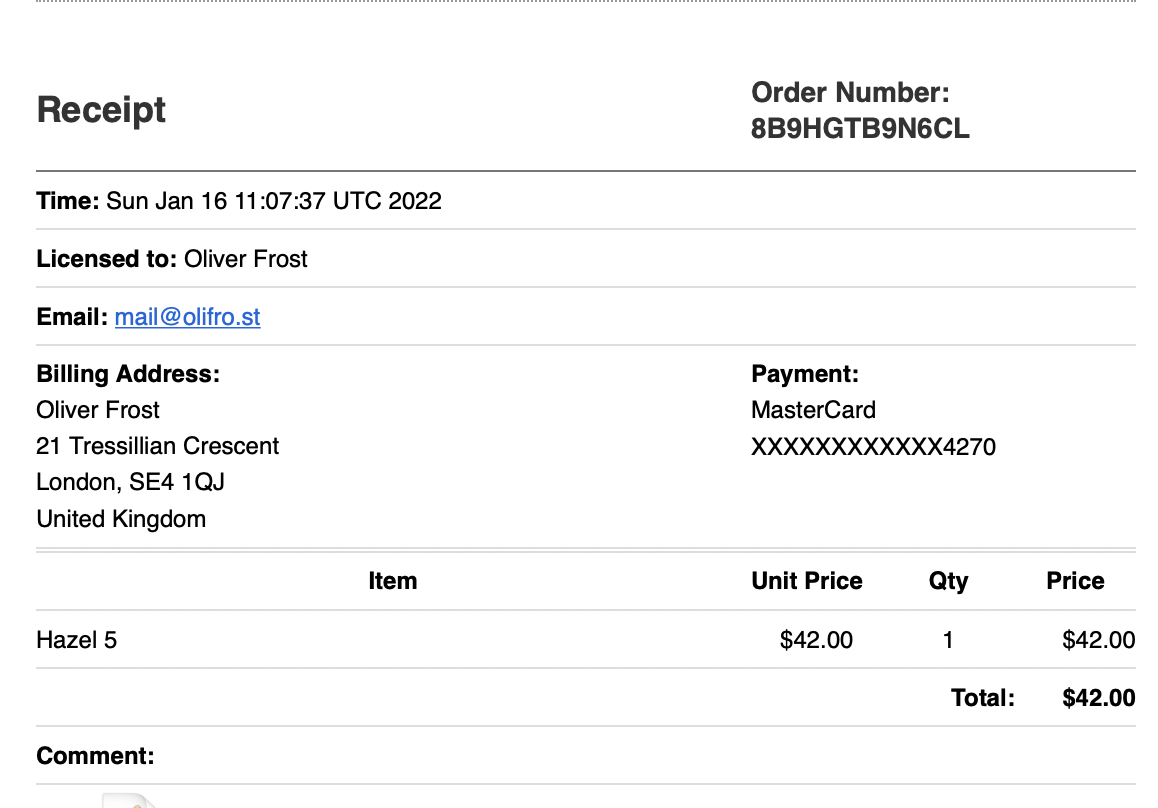 Receipt
Order Number:
8B9HGTB9N6CL
Time: Sun Jan 16 11:07:37 UTC 2022
Licensed to: Oliver Frost
Email: mail@olifro.st
Billing Address:
Oliver Frost
21 Tressillian Crescent
London, SE4 1QJ
United Kingdom
Payment:
MasterCard
XXXXXXXXXXXX4270
Item Unit Price Qty Price
Hazel 5 $42.00 1 $42.00
Total: $42.00
Comment: